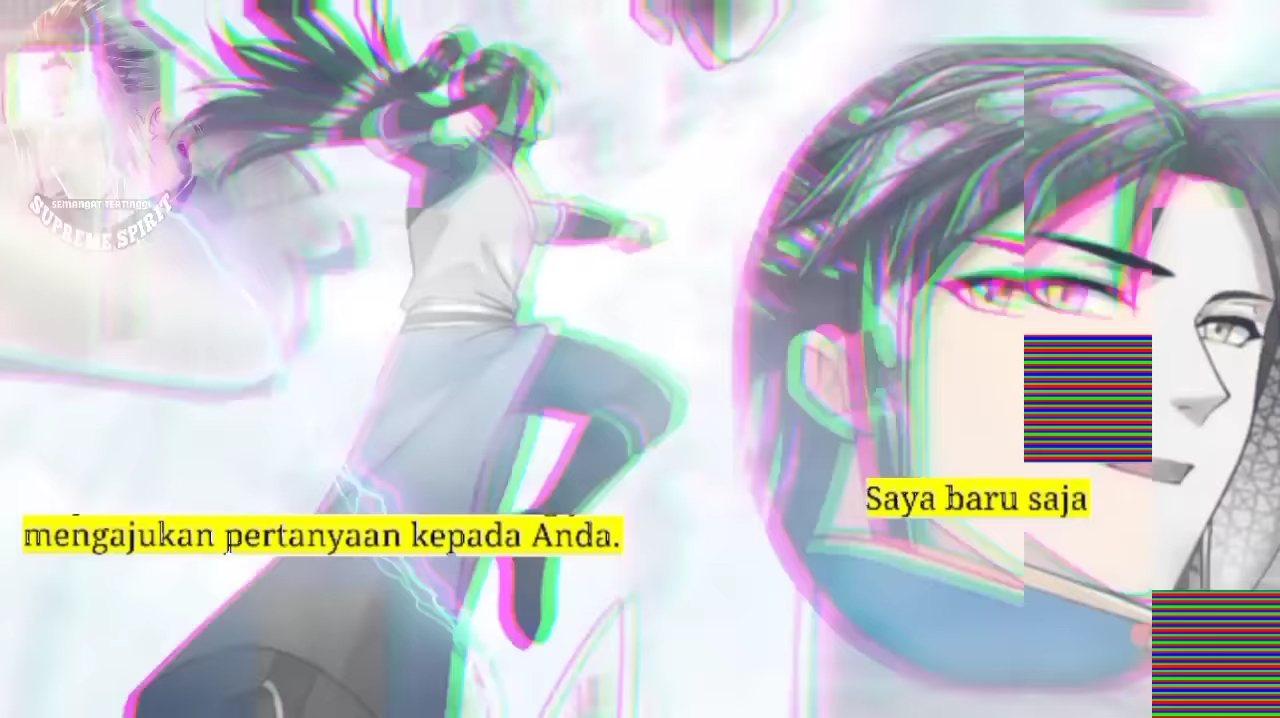 SEMANGAT TERTINGGI
SUPREME SPIRIT
Saya baru saja
mengajukan pertanyaan kepada Anda.